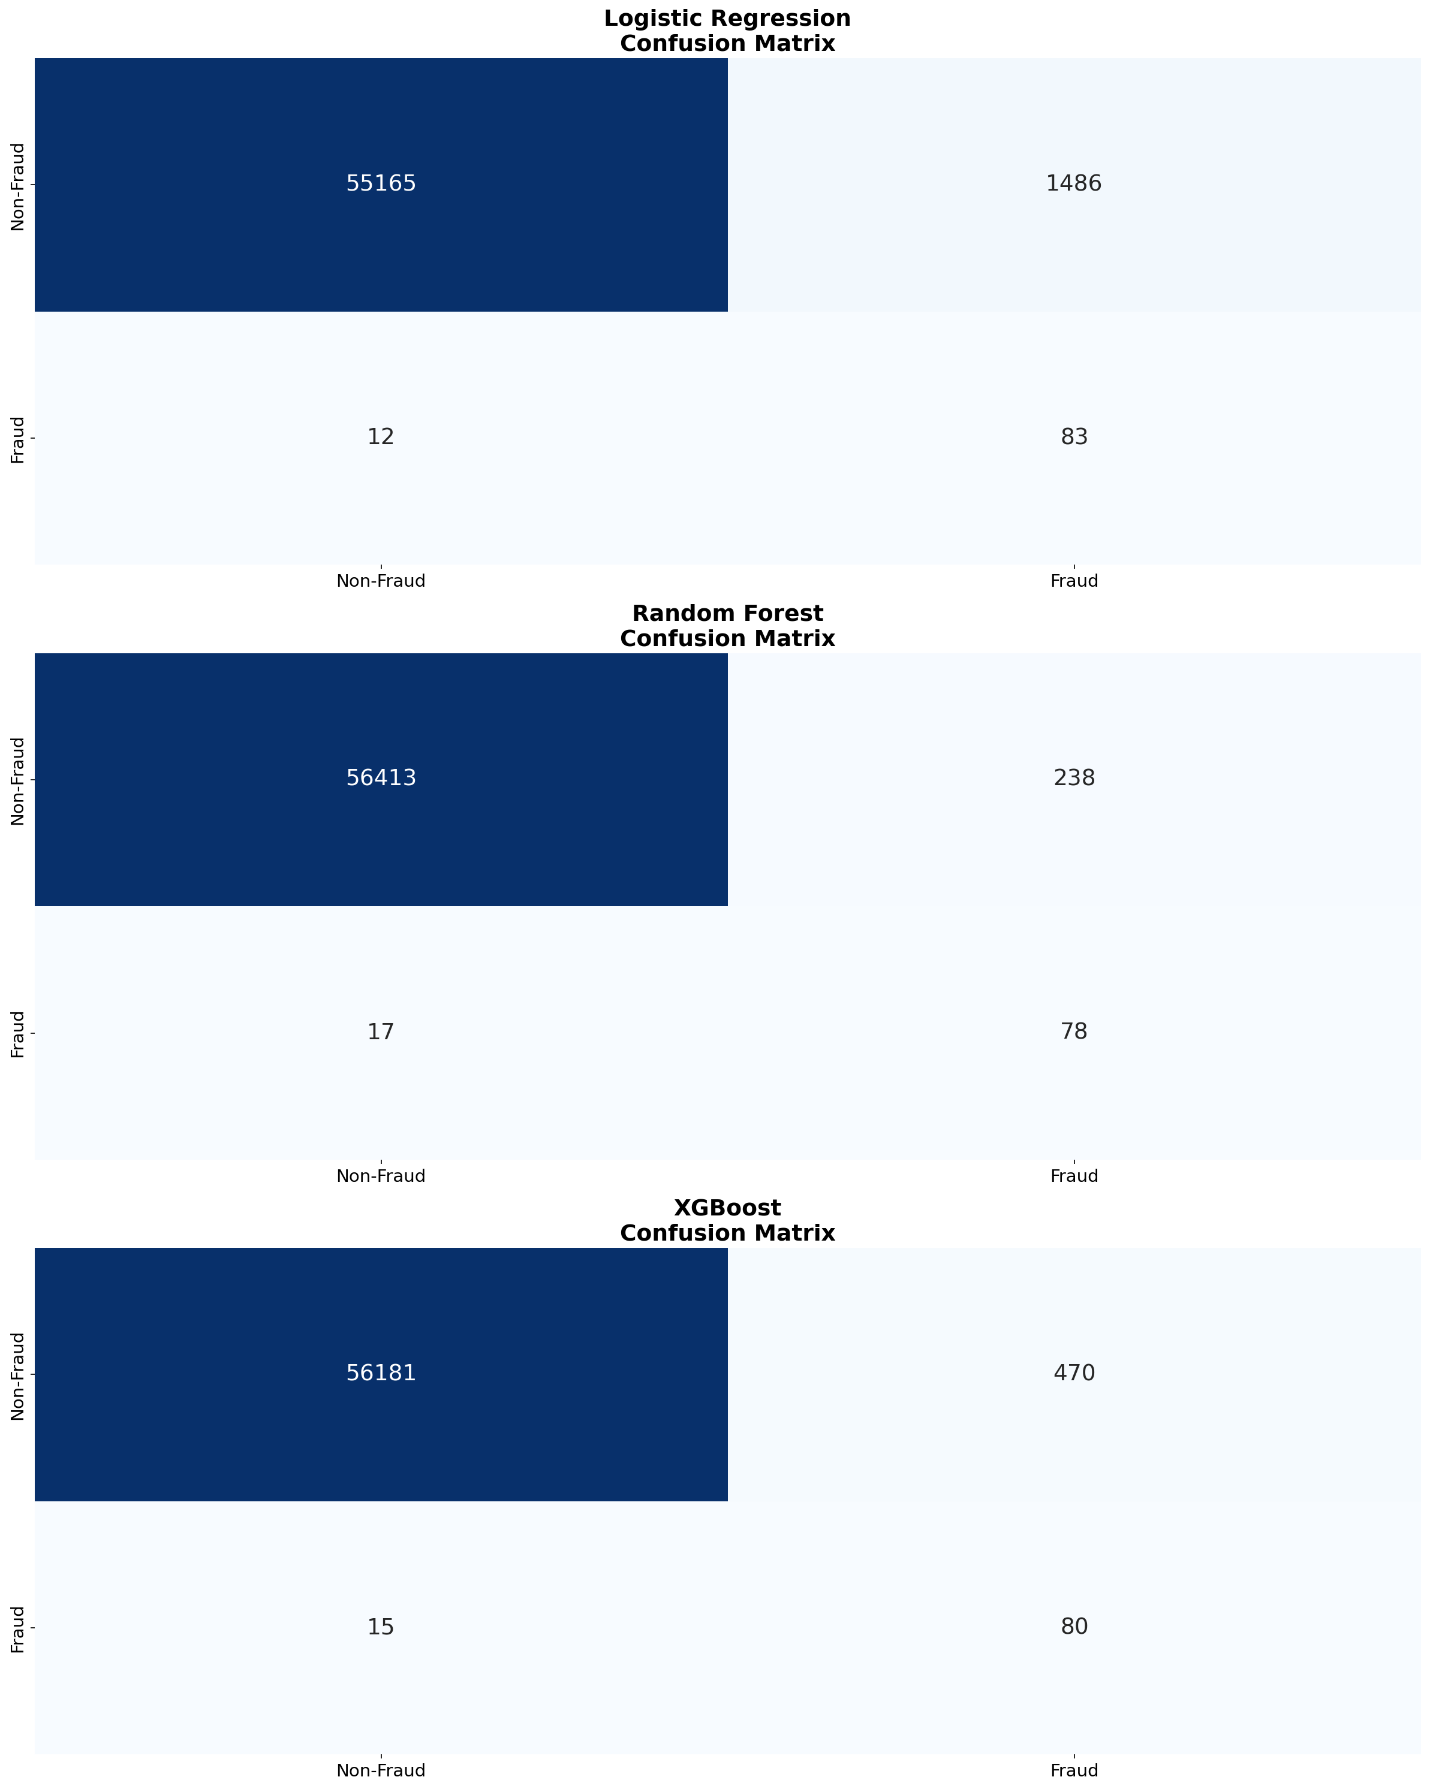 Logistic Regression
Confusion Matrix
Non-Fraud
55165
1486
Fraud
12
83
Non-Fraud
Fraud
Random Forest
Confusion Matrix
Non-Fraud
56413
238
Fraud
17
78
Non-Fraud
Fraud
XGBoost
Confusion Matrix
Non-Fraud
56181
470
Fraud
15
80
Non-Fraud
Fraud